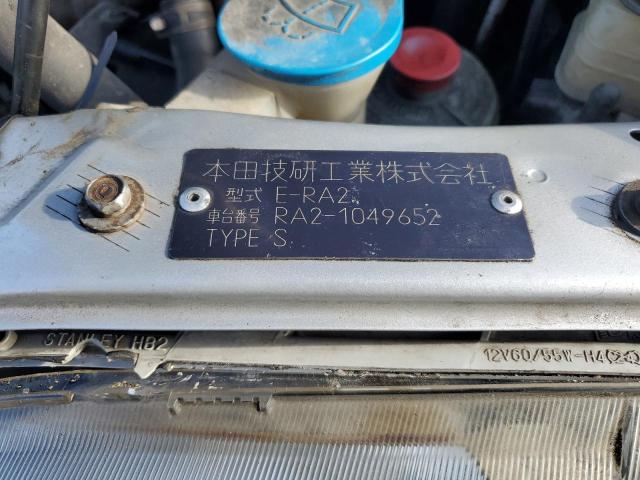 本田技研工業株式会社
型式 E-RA2
車台番号 RA2-1049652
TYPE S
STANLEY HB2
12V60/55W-H4